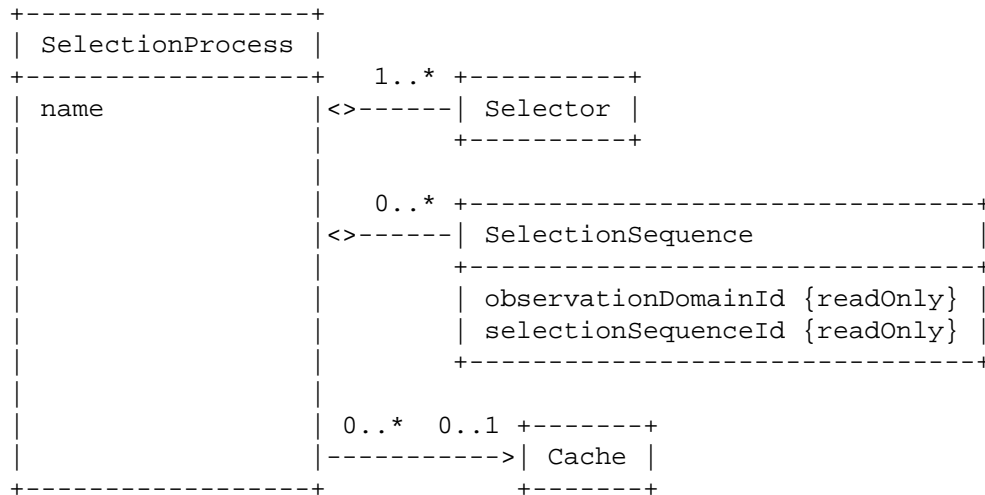 SelectionProcess
1..*
name <> Selector
0..*
<> SelectionSequence
observationDomainId {readOnly}
selectionSequenceId {readOnly}
0..* 0..1
> Cache